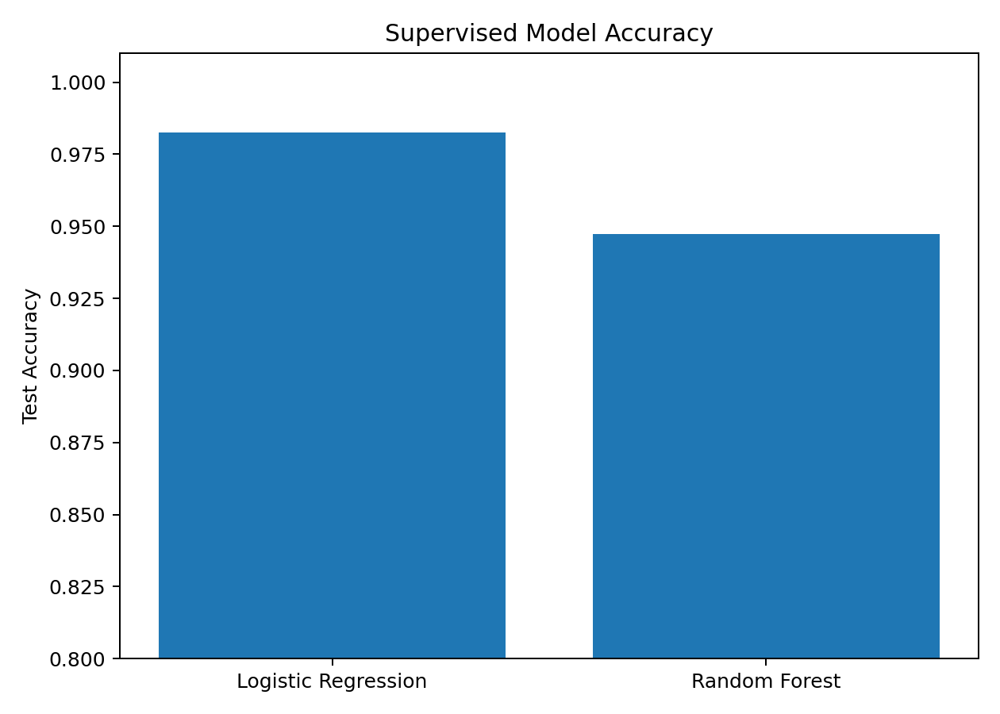 Supervised Model Accuracy
1.000
0.975
0.950
0.925
0.900
0.875
0.850
0.825
0.800
Test Accuracy
Logistic Regression
Random Forest